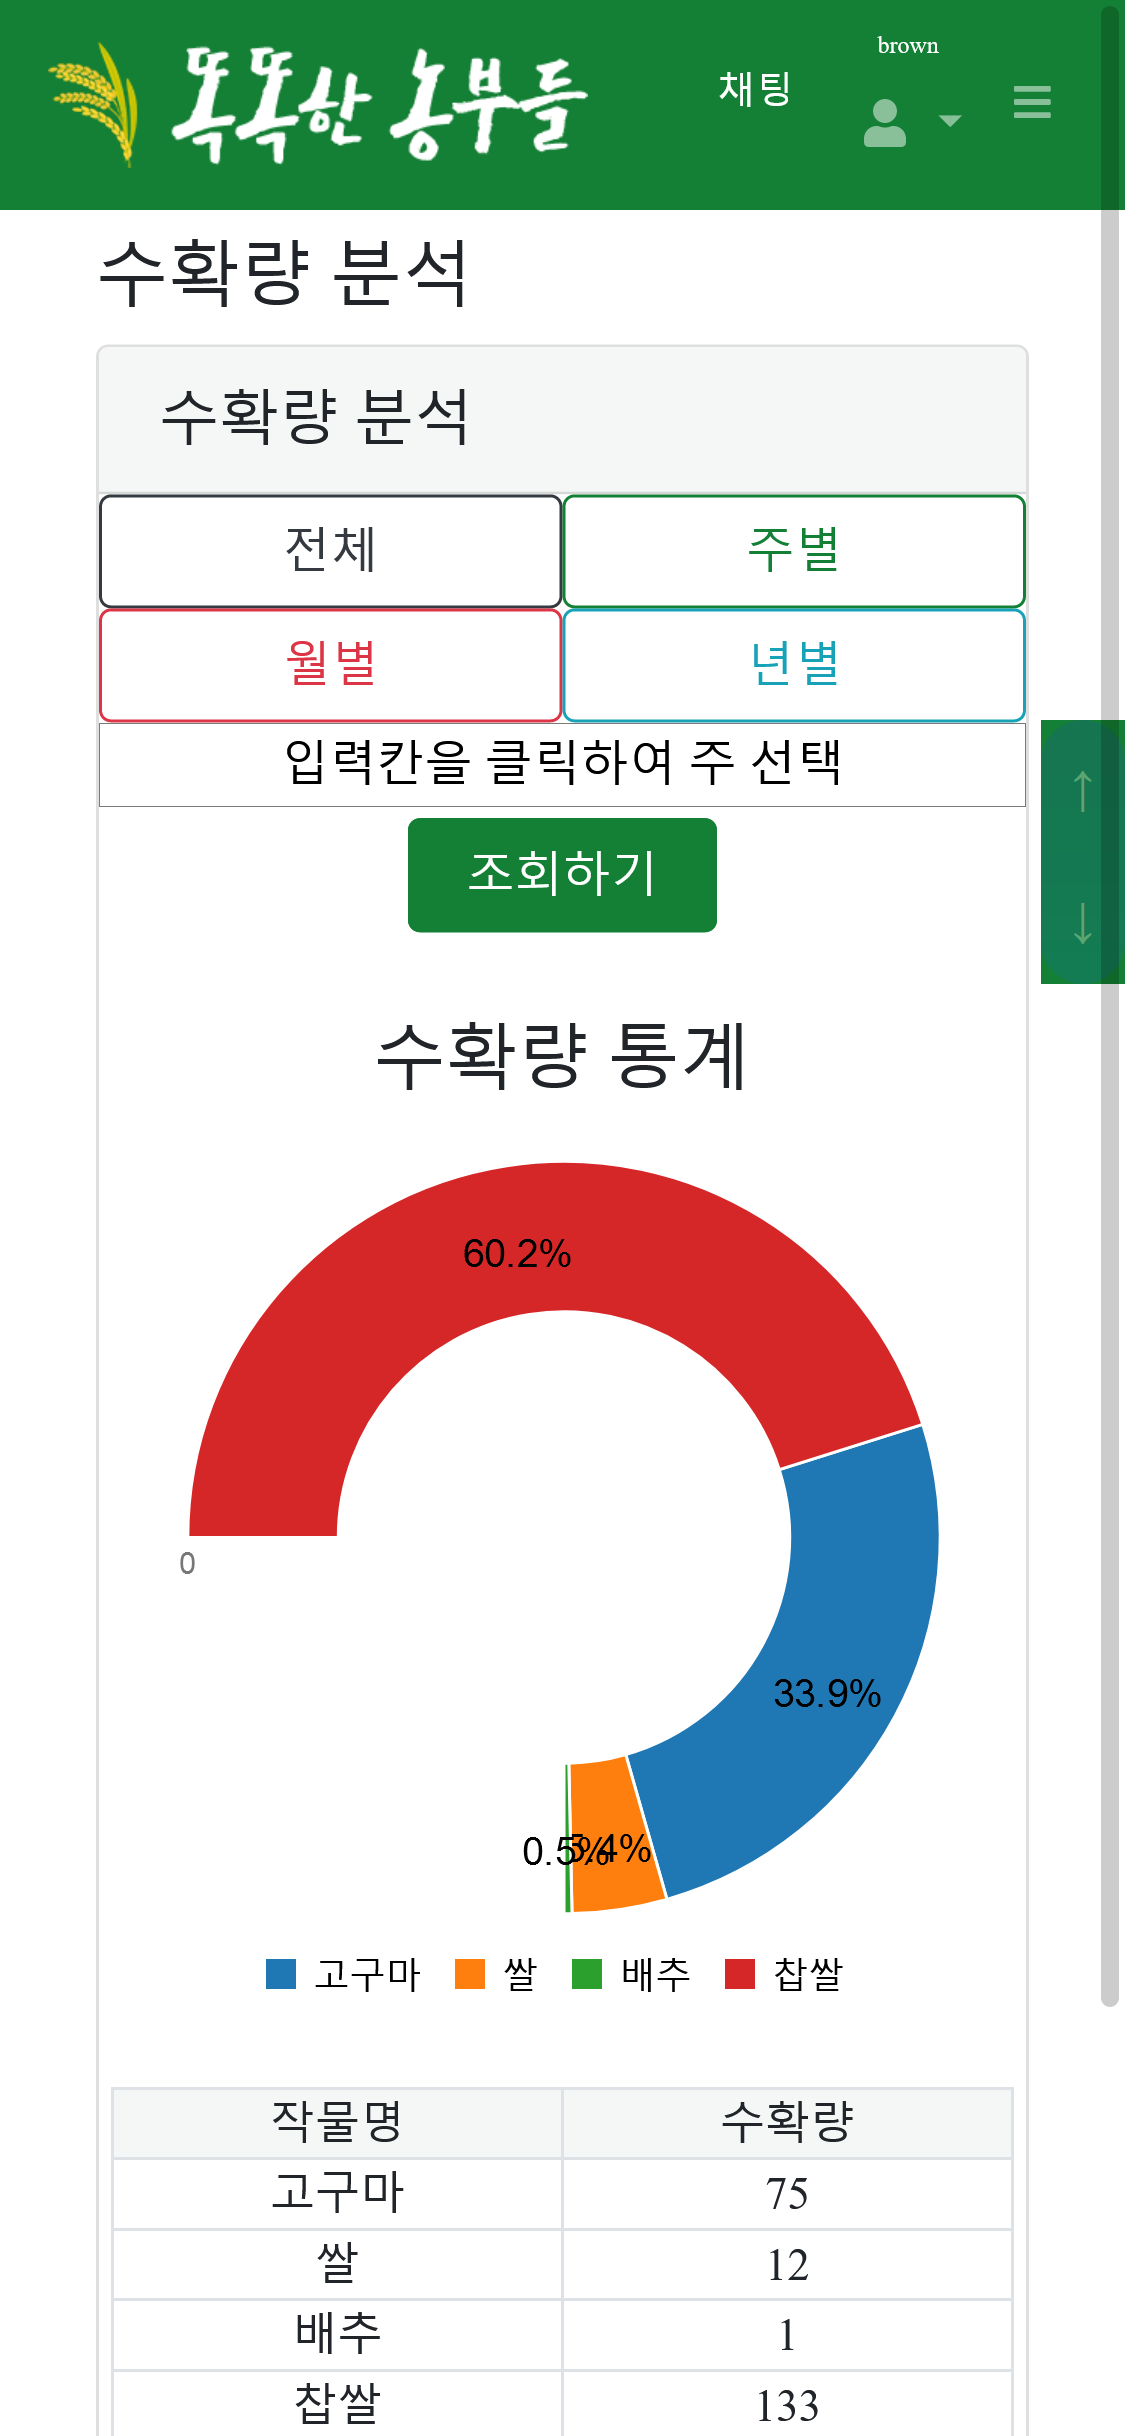 똑똑한 농부들
채팅
brown
수확량 분석
수확량 분석
전체
주별
월별
년별
입력칸을 클릭하여 주 선택
조회하기
↑
↓
수확량 통계
60.2%
0
33.9%
0.5%
5.4%
고구마 쌀 배추 찹쌀
작물명 수확량
고구마 75
쌀 12
배추 1
찹쌀 133